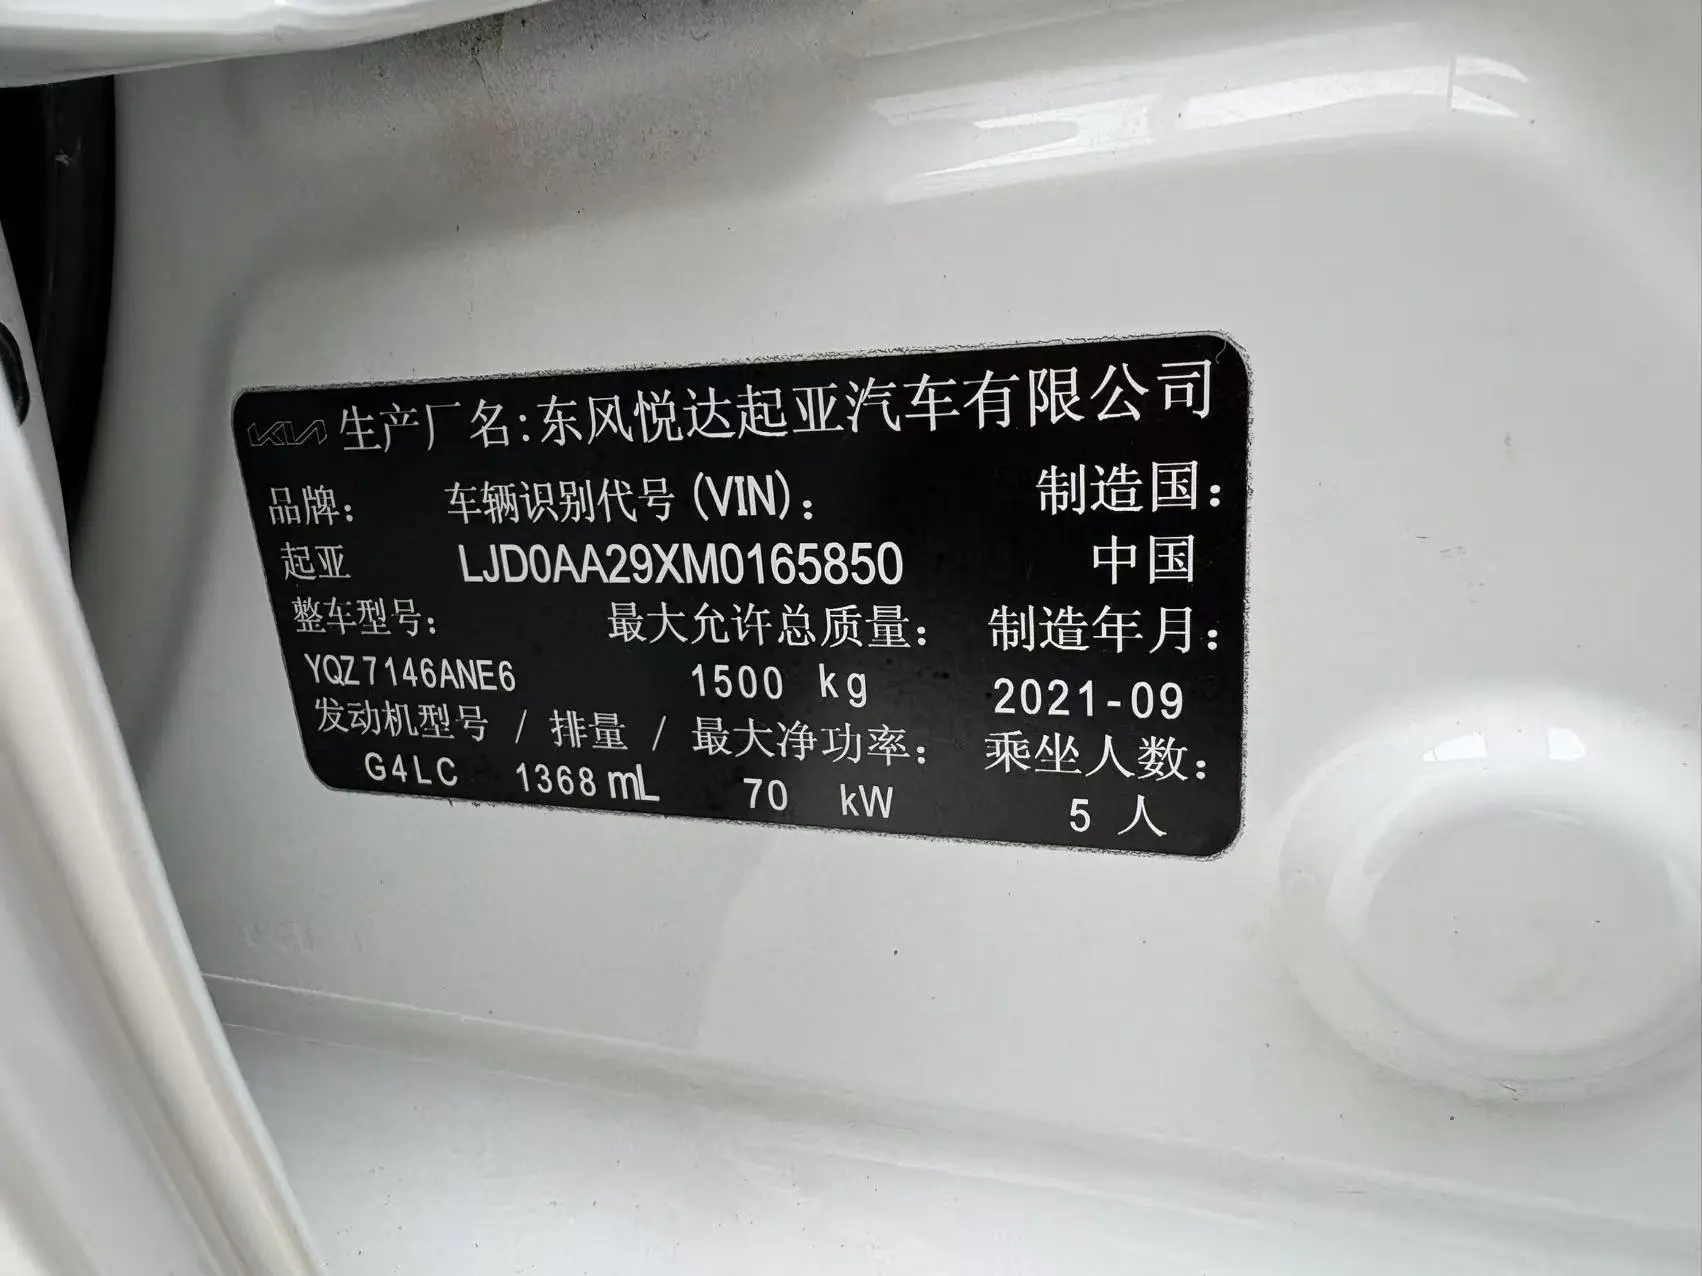 KIA 生产厂名:东风悦达起亚汽车有限公司
品牌: 车辆识别代号(VIN): 制造国:
起亚 LJD0AA29XM0165850 中国
整车型号: 最大允许总质量: 制造年月:
YQZ7146ANE6 1500 kg 2021-09
发动机型号 / 排量 / 最大净功率: 乘坐人数:
G4LC 1368 mL 70 kW 5 人